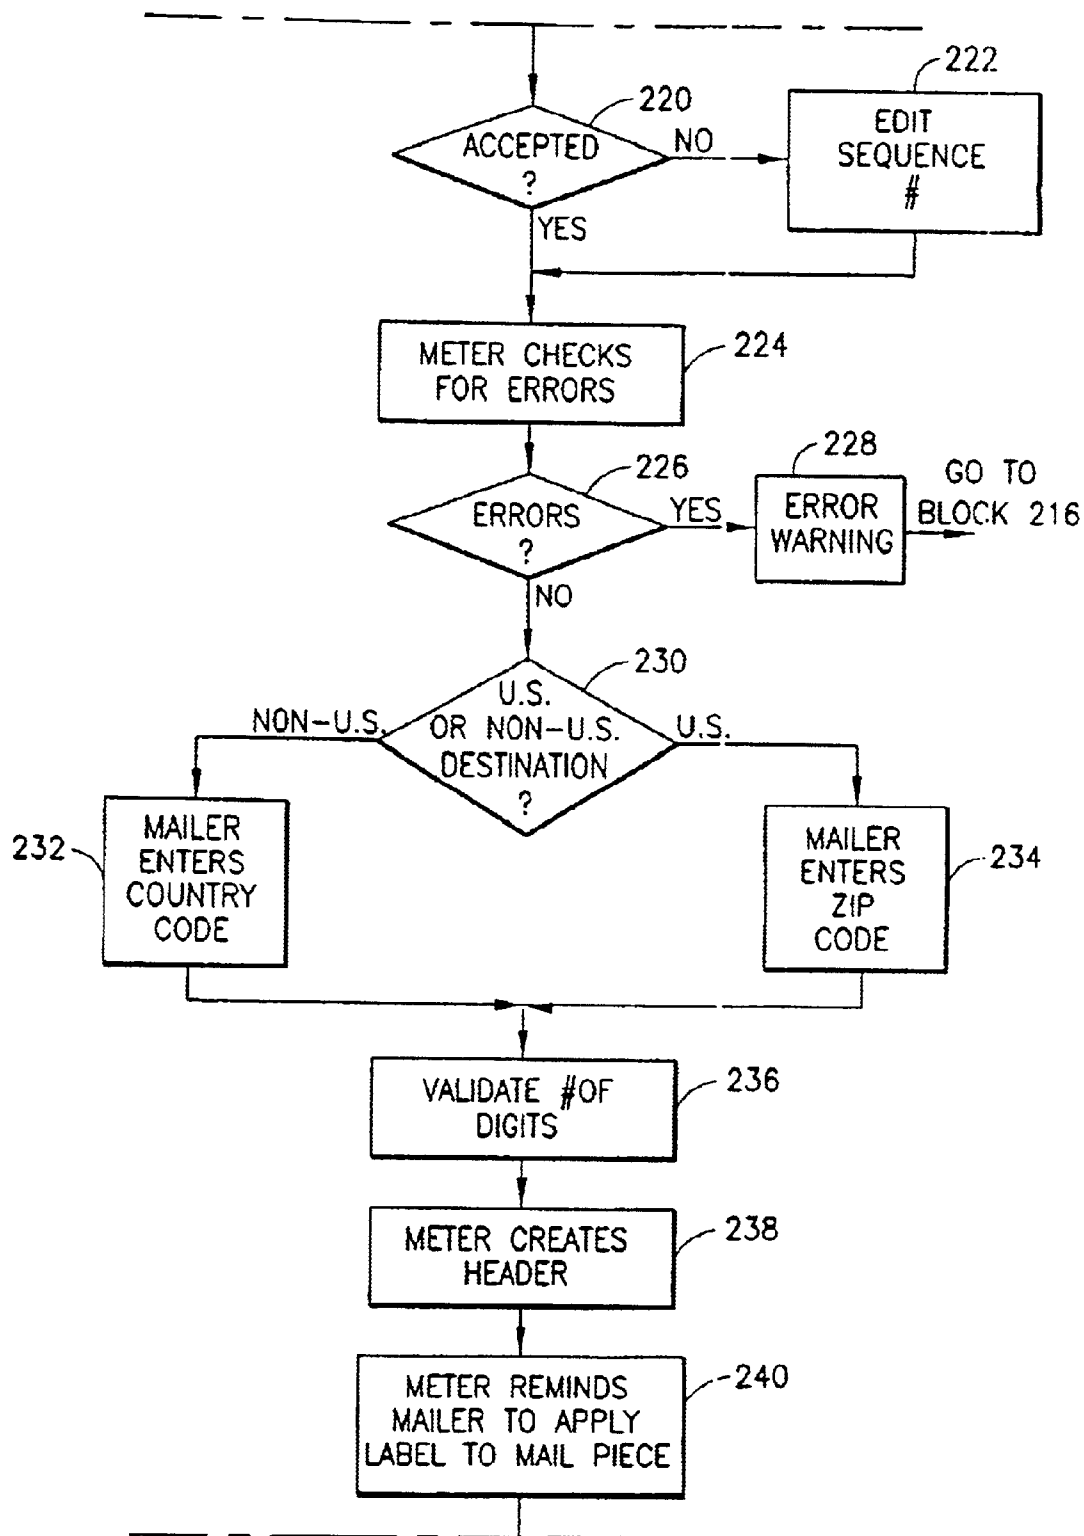 222
220
ACCEPTED
?
NO
EDIT
SEQUENCE
#
YES
METER CHECKS
FOR ERRORS
224
226
ERRORS
?
YES
228
ERROR
WARNING
GO TO
BLOCK 216
NO
230
U.S.
OR NON-U.S.
DESTINATION
?
NON-U.S.
U.S.
232
MAILER
ENTERS
COUNTRY
CODE
MAILER
ENTERS
ZIP
CODE
234
VALIDATE #OF
DIGITS
236
METER CREATES
HEADER
238
METER REMINDS
MAILER TO APPLY
LABEL TO MAIL PIECE
240